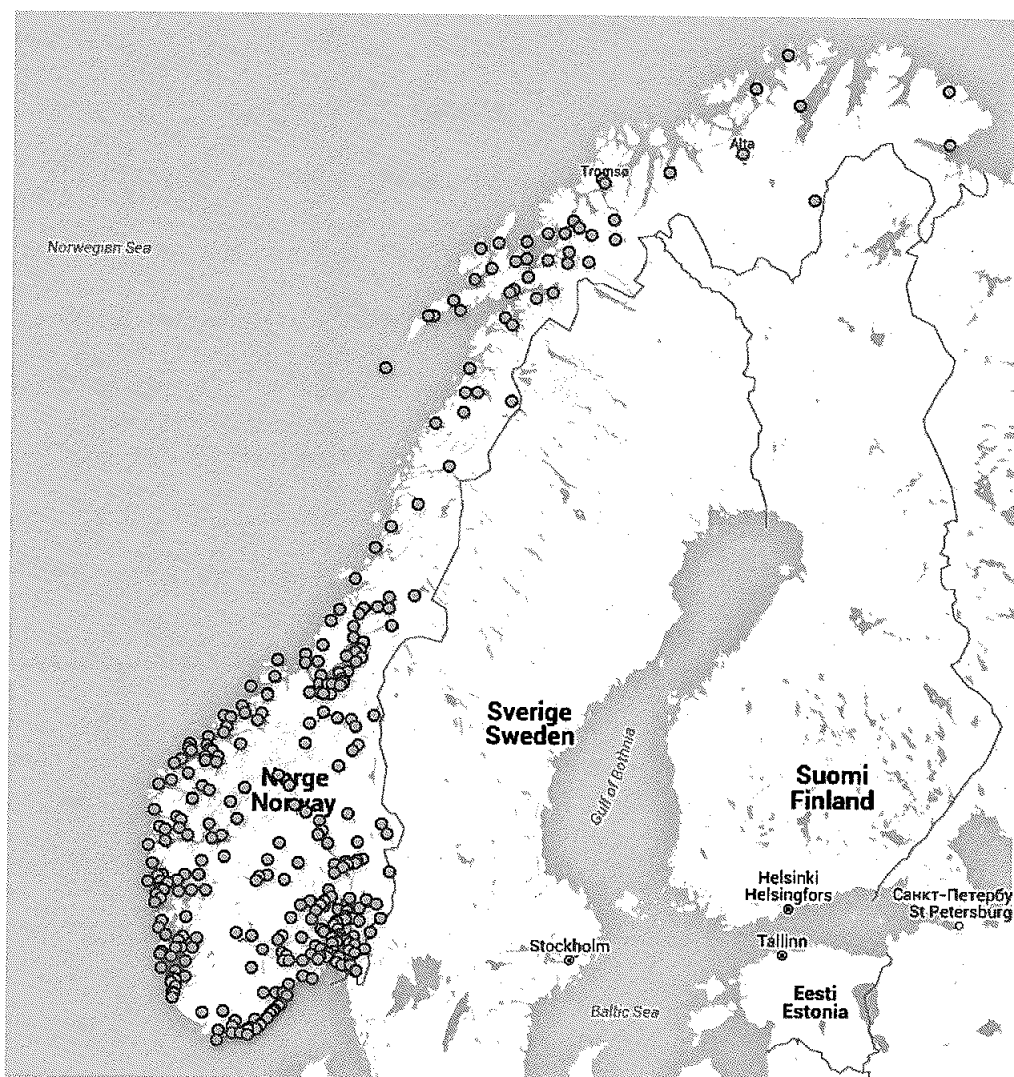 Alta
Tromsø
Norwegian Sea
Sverige
Sweden
Gulf of Bothnia
Norge
Norway
Suomi
Finland
Helsinki
Helsingfors
Санкт-Петербу
St Petersburg
Stockholm
Tallinn
Eesti
Estonia
Baltic Sea